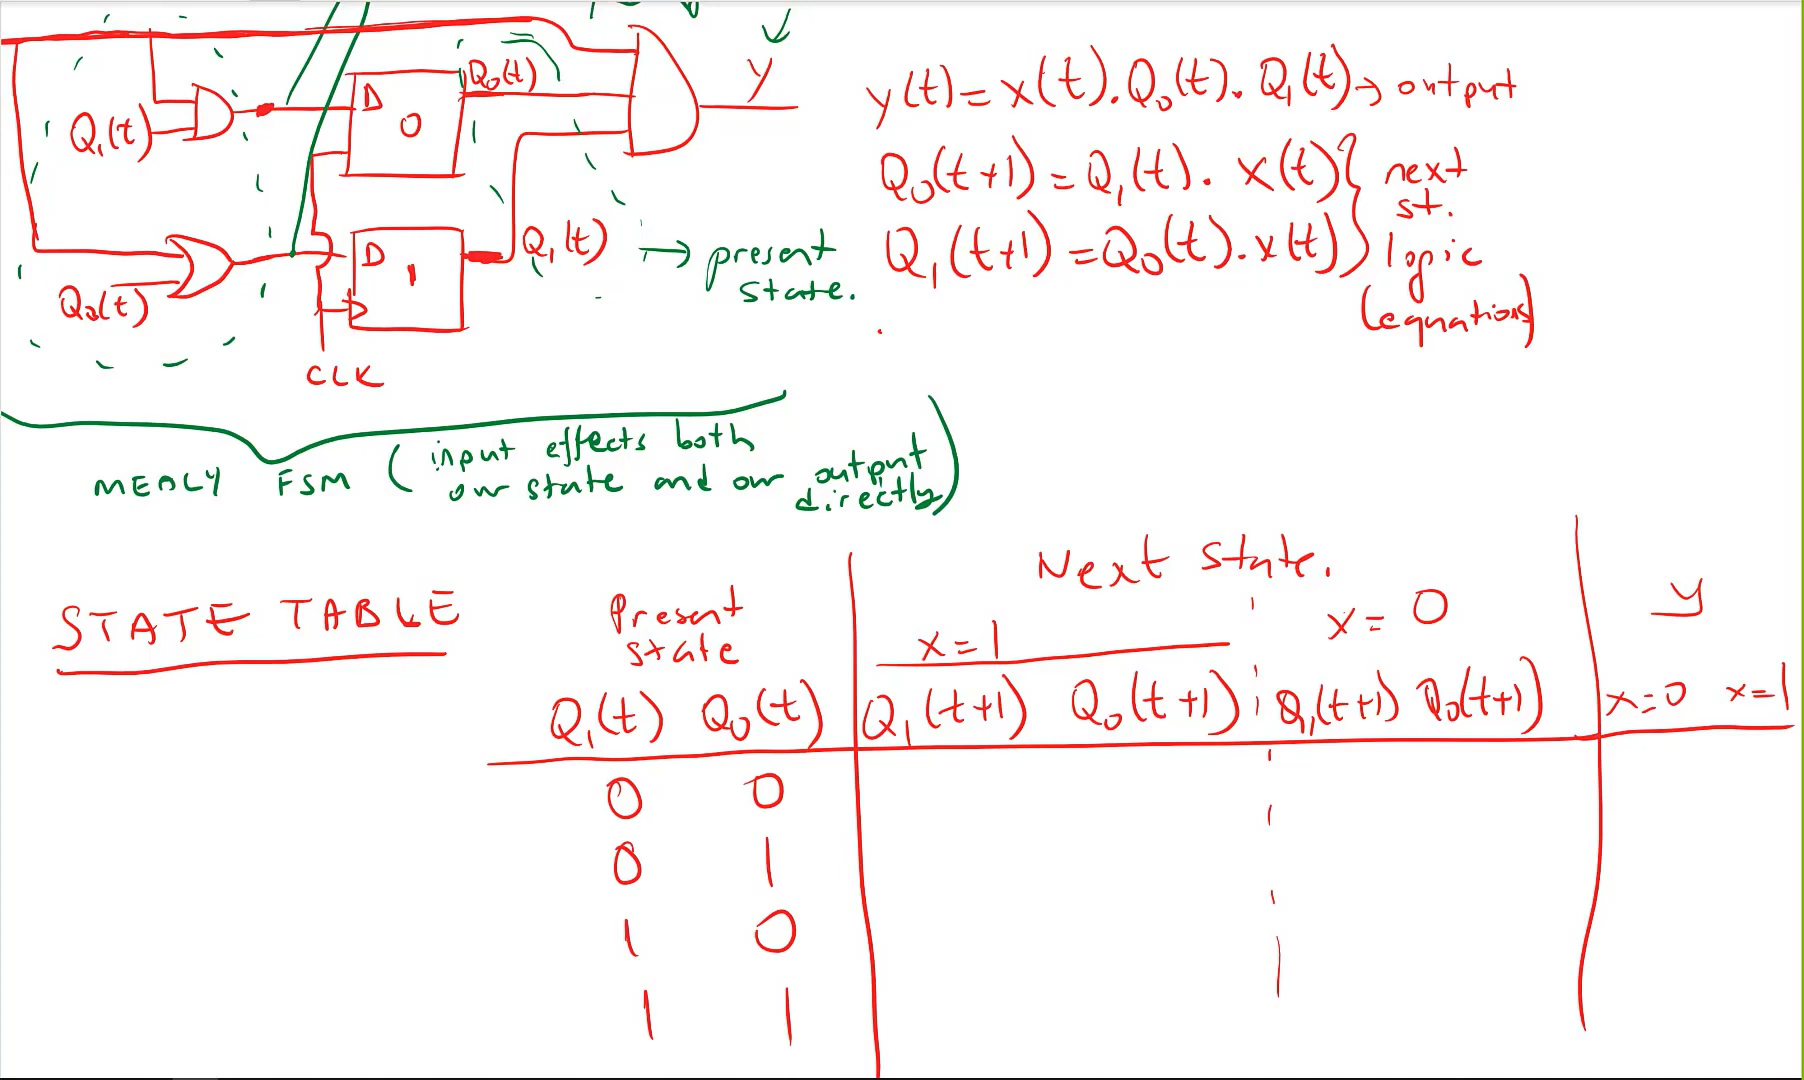 Q₀(t)
y
D
0
Q₁(t)
y(t) = x(t).Q₀(t).Q₁(t) → output
Q₀(t+1) = Q₁(t). x(t) } next
st.
Q₁(t+1) = Q₀(t).x(t) } logic
(equations)
D
1
Q₁(t) → present
state.
Q₀(t)
CLK
MEALY FSM (input effects both
our state and our output
directly)
STATE TABLE
Present
state
Next state.
x=1
x=0
y
Q₁(t) Q₀(t) Q₁(t+1) Q₀(t+1) Q₁(t+1) Q₀(t+1) x=0 x=1
0 0
0 1
1 0
1 1